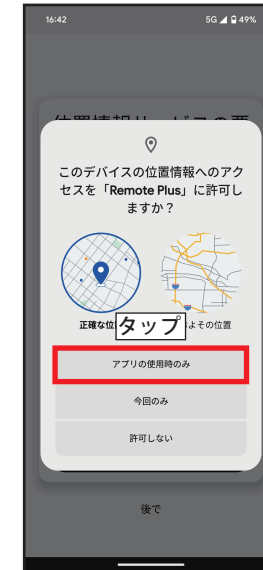 16:42
5G 49%
このデバイスの位置情報へのアク
セスを「Remote Plus」に許可し
ますか？
正確な位
タップ
よその位置
アプリの使用時のみ
今回のみ
許可しない
後で